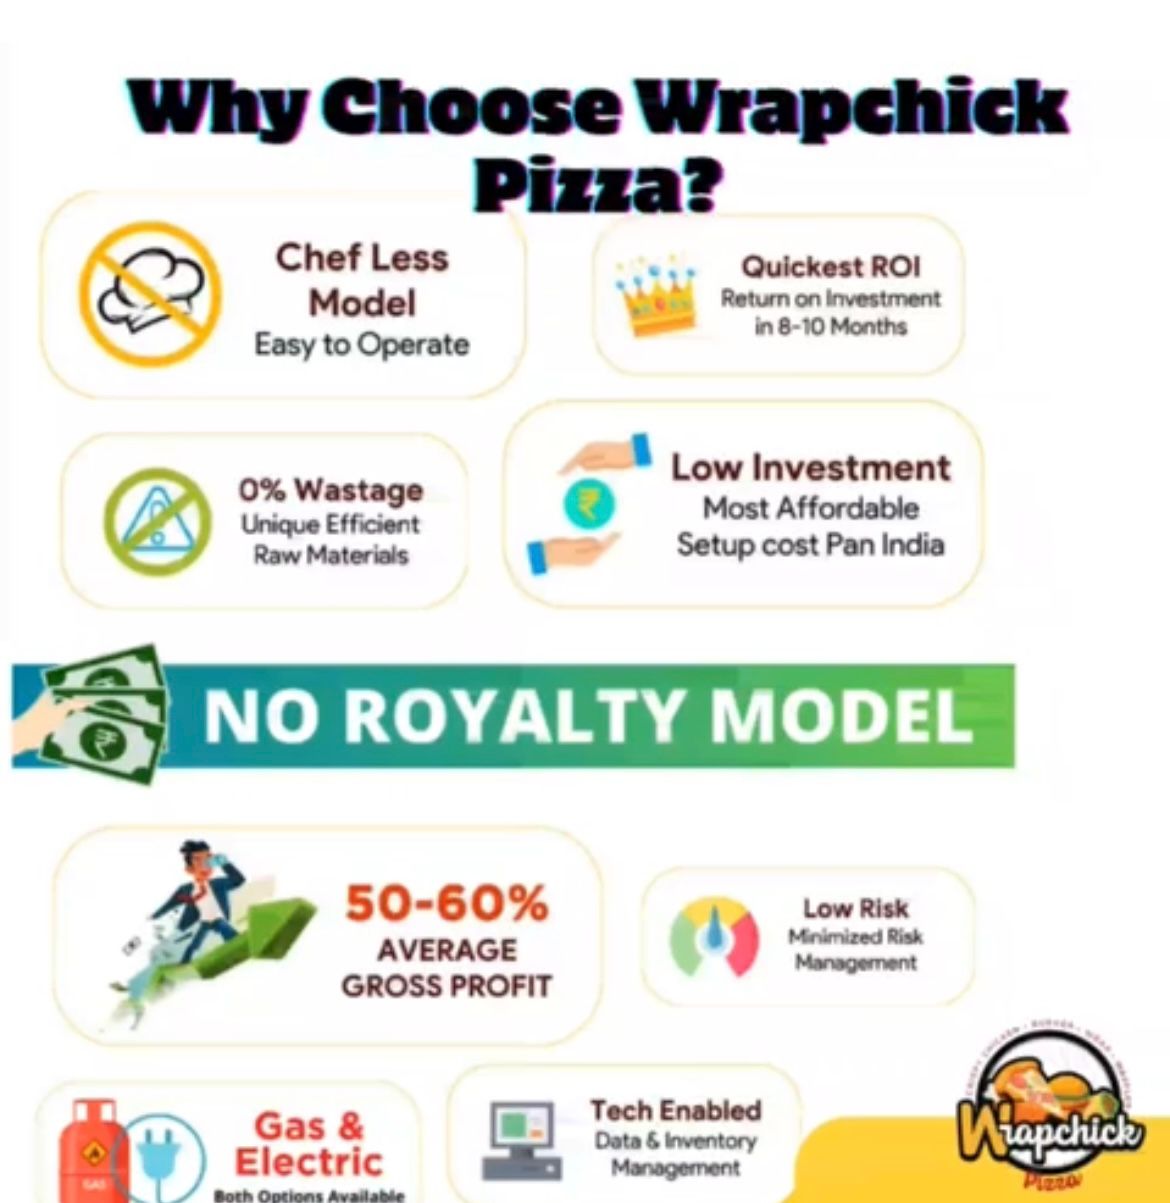 Why Choose Wrapchick
Pizza?
Chef Less
Model
Easy to Operate
Quickest ROI
Return on Investment
in 8-10 Months
0% Wastage
Unique Efficient
Raw Materials
Low Investment
Most Affordable
Setup cost Pan India
NO ROYALTY MODEL
50-60%
AVERAGE
GROSS PROFIT
Low Risk
Minimized Risk
Management
GAS
Gas &
Electric
Both Options Available
Tech Enabled
Data & Inventory
Management
Wrapchick
Pizza